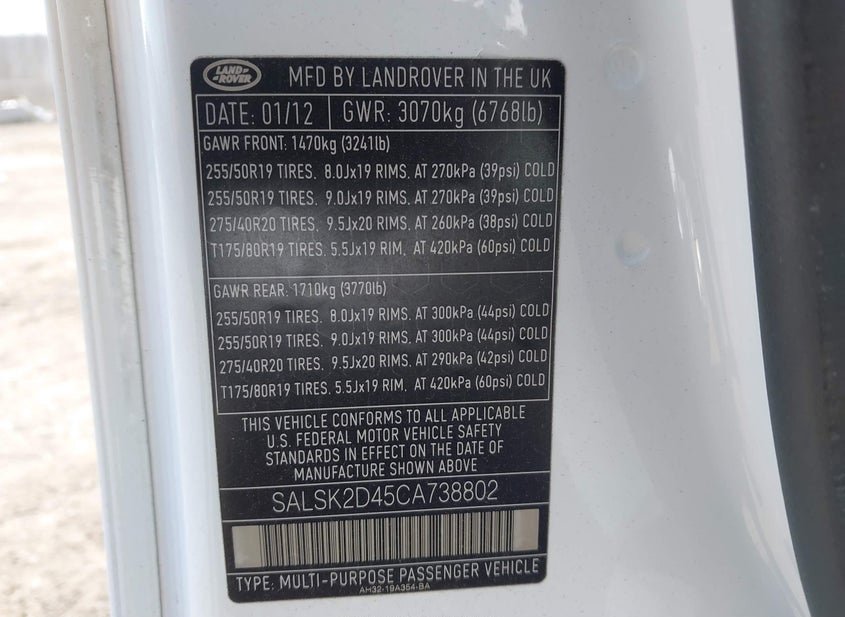 LAND ROVER MFD BY LANDROVER IN THE UK
DATE: 01/12 GWR: 3070kg (6768lb)
GAWR FRONT: 1470kg (3241lb)
255/50R19 TIRES. 8.0Jx19 RIMS, AT 270kPa (39psi) COLD
255/50R19 TIRES. 9.0Jx19 RIMS, AT 270kPa (39psi) COLD
275/40R20 TIRES. 9.5Jx20 RIMS, AT 260kPa (38psi) COLD
T175/80R19 TIRES. 5.5Jx19 RIM, AT 420kPa (60psi) COLD
GAWR REAR: 1710kg (3770lb)
255/50R19 TIRES. 8.0Jx19 RIMS, AT 300kPa (44psi) COLD
255/50R19 TIRES. 9.0Jx19 RIMS, AT 300kPa (44psi) COLD
275/40R20 TIRES. 9.5Jx20 RIMS, AT 290kPa (42psi) COLD
T175/80R19 TIRES. 5.5Jx19 RIM, AT 420kPa (60psi) COLD
THIS VEHICLE CONFORMS TO ALL APPLICABLE
U.S. FEDERAL MOTOR VEHICLE SAFETY
STANDARDS IN EFFECT ON THE DATE OF
MANUFACTURE SHOWN ABOVE
SALSK2D45CA738802
TYPE: MULTI-PURPOSE PASSENGER VEHICLE
AH32-19A354-BA